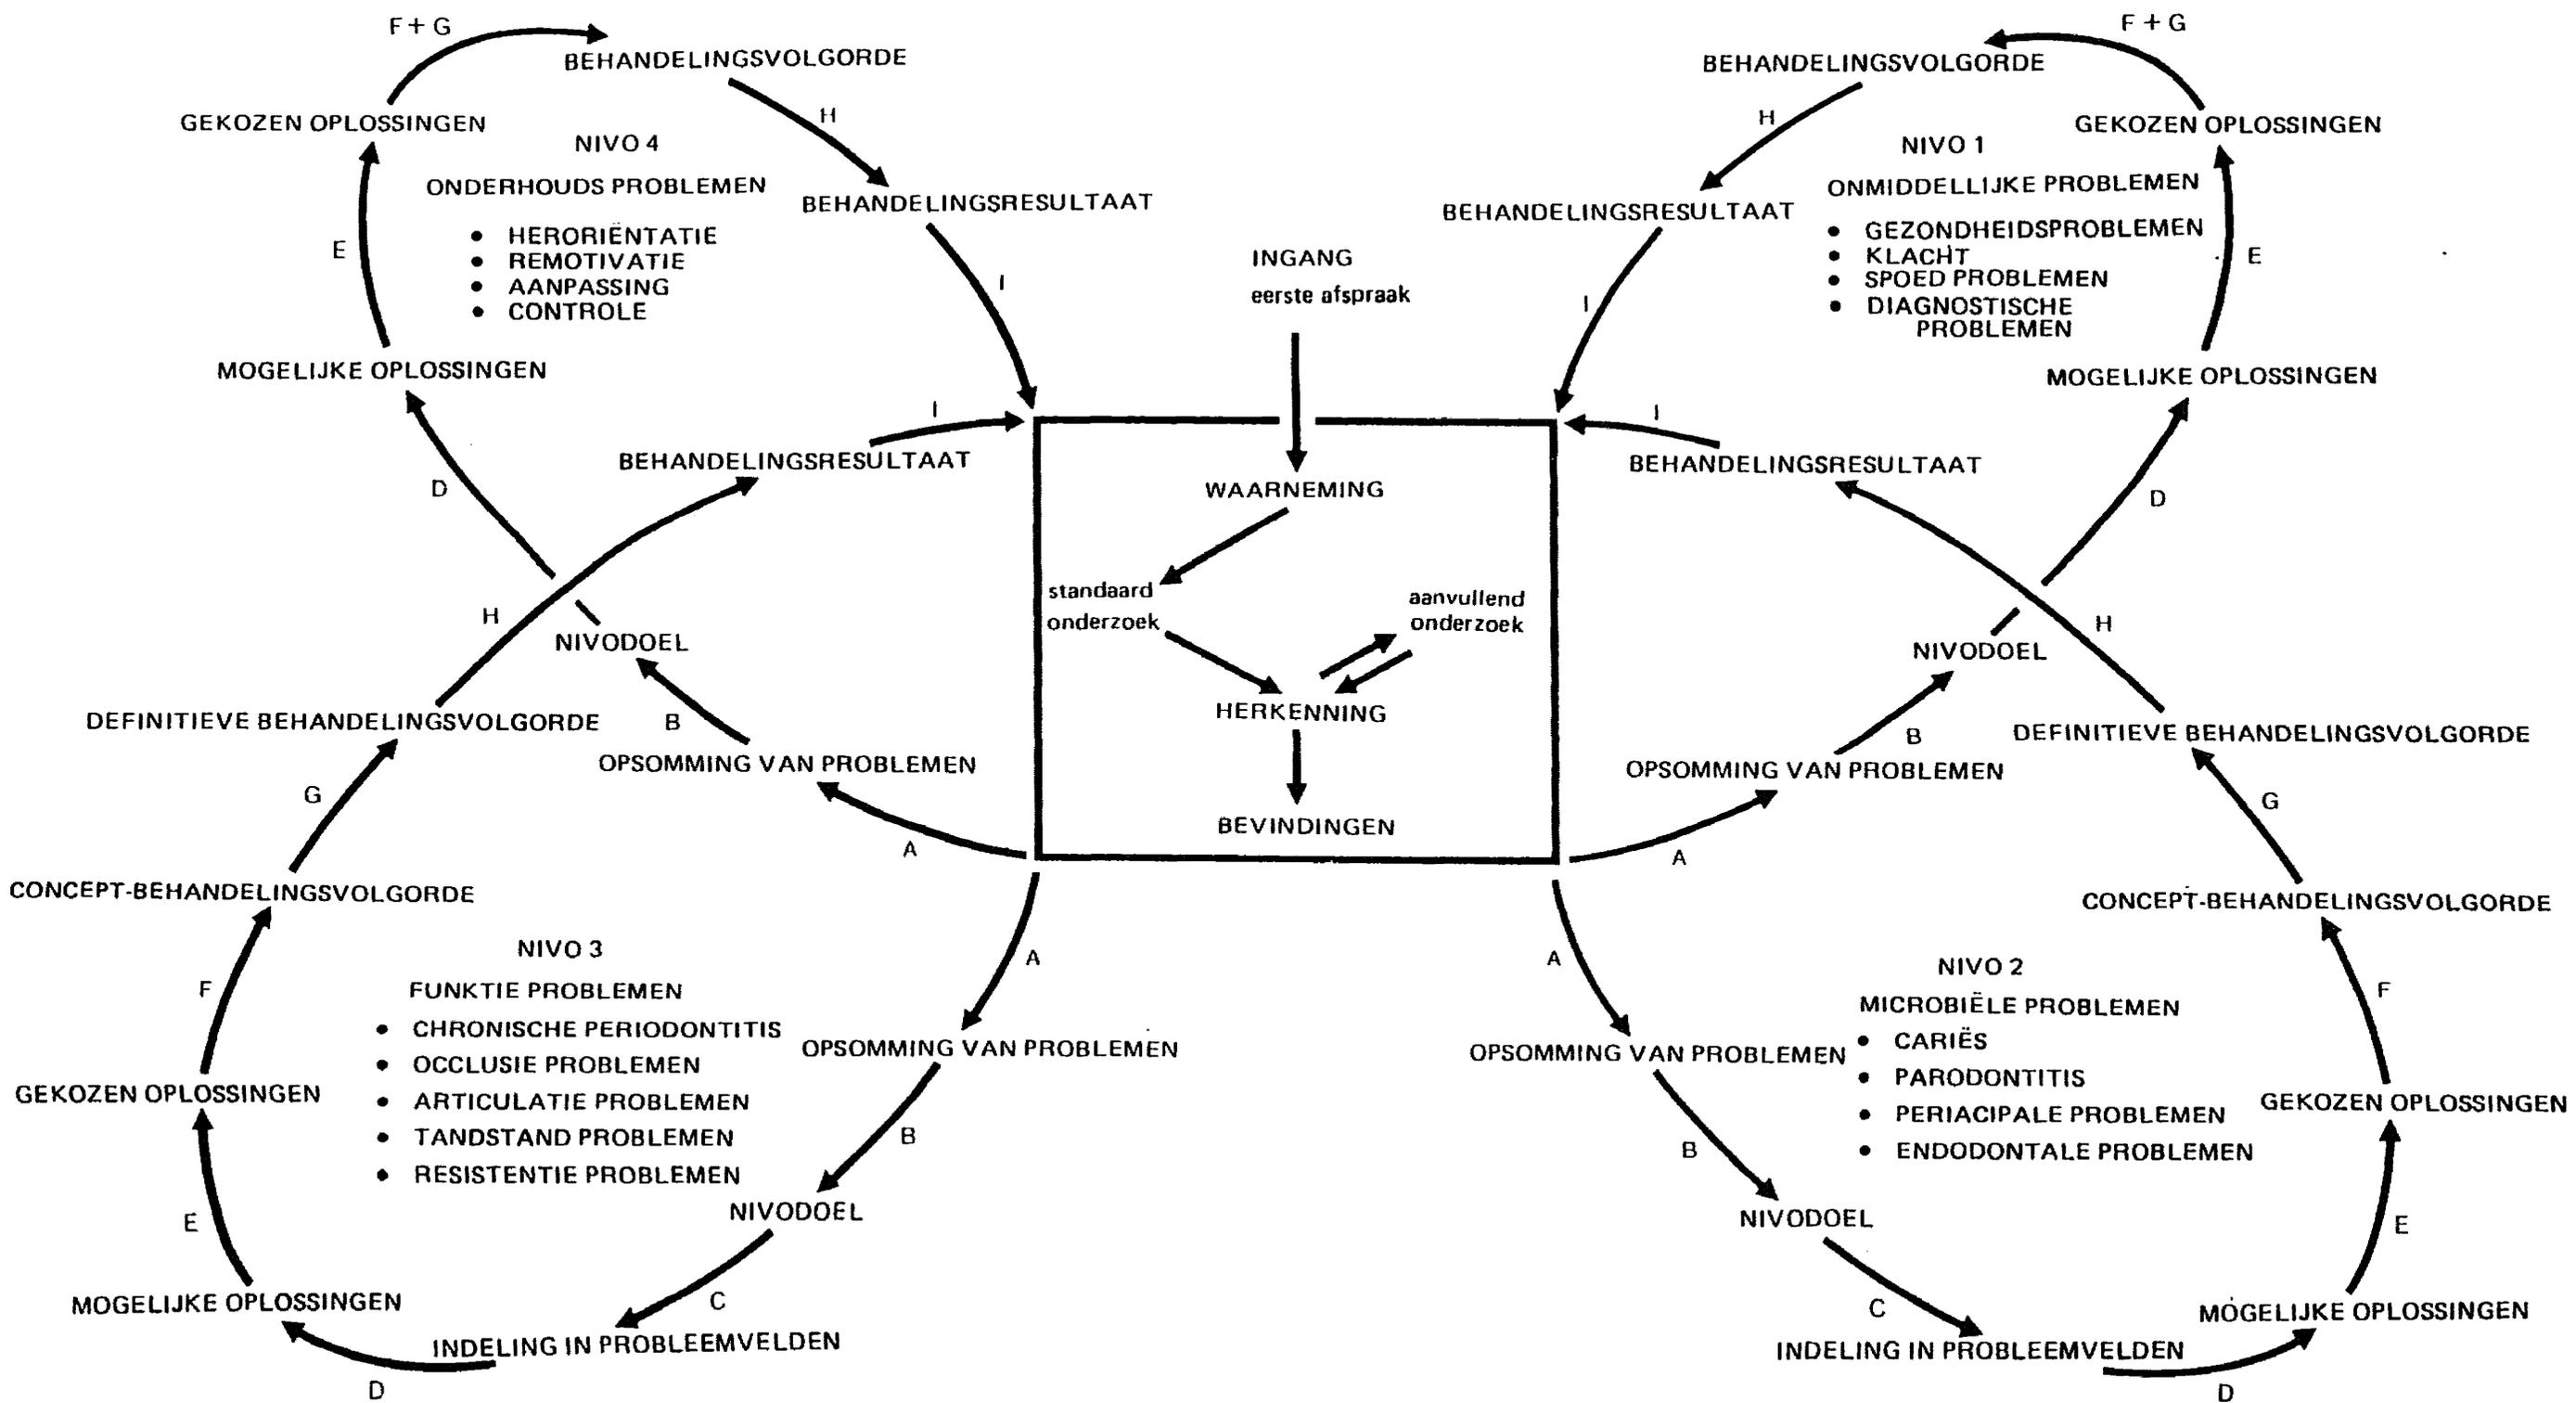 F + G
BEHANDELINGSVOLGORDE
H
GEKOZEN OPLOSSINGEN
NIVO 4
ONDERHOUDS PROBLEMEN
• HERORIËNTATIE
• REMOTIVATIE
• AANPASSING
• CONTROLE
E
BEHANDELINGSRESULTAAT
I
MOGELIJKE OPLOSSINGEN
D
I
BEHANDELINGSRESULTAAT
H
NIVODOEL
B
DEFINITIEVE BEHANDELINGSVOLGORDE
OPSOMMING VAN PROBLEMEN
A
G
INGANG
eerste afspraak
WAARNEMING
standaard
onderzoek
aanvullend
onderzoek
HERKENNING
BEVINDINGEN
F + G
BEHANDELINGSVOLGORDE
H
GEKOZEN OPLOSSINGEN
NIVO 1
ONMIDDELLIJKE PROBLEMEN
• GEZONDHEIDSPROBLEMEN
• KLACHT
• SPOED PROBLEMEN
• DIAGNOSTISCHE
PROBLEMEN
E
BEHANDELINGSRESULTAAT
I
MOGELIJKE OPLOSSINGEN
I
BEHANDELINGSRESULTAAT
D
H
NIVODOEL
B
DEFINITIEVE BEHANDELINGSVOLGORDE
OPSOMMING VAN PROBLEMEN
A
G
CONCEPT-BEHANDELINGSVOLGORDE
NIVO 3
FUNKTIE PROBLEMEN
• CHRONISCHE PERIODONTITIS
• OCCLUSIE PROBLEMEN
• ARTICULATIE PROBLEMEN
• TANDSTAND PROBLEMEN
• RESISTENTIE PROBLEMEN
F
A
OPSOMMING VAN PROBLEMEN
GEKOZEN OPLOSSINGEN
B
NIVODOEL
E
C
MOGELIJKE OPLOSSINGEN
INDELING IN PROBLEEMVELDEN
D
CONCEPT-BEHANDELINGSVOLGORDE
NIVO 2
MICROBIËLE PROBLEMEN
• CARIËS
• PARODONTITIS
• PERIACIPALE PROBLEMEN
• ENDODONTALE PROBLEMEN
A
F
OPSOMMING VAN PROBLEMEN
GEKOZEN OPLOSSINGEN
B
NIVODOEL
E
C
MOGELIJKE OPLOSSINGEN
INDELING IN PROBLEEMVELDEN
D